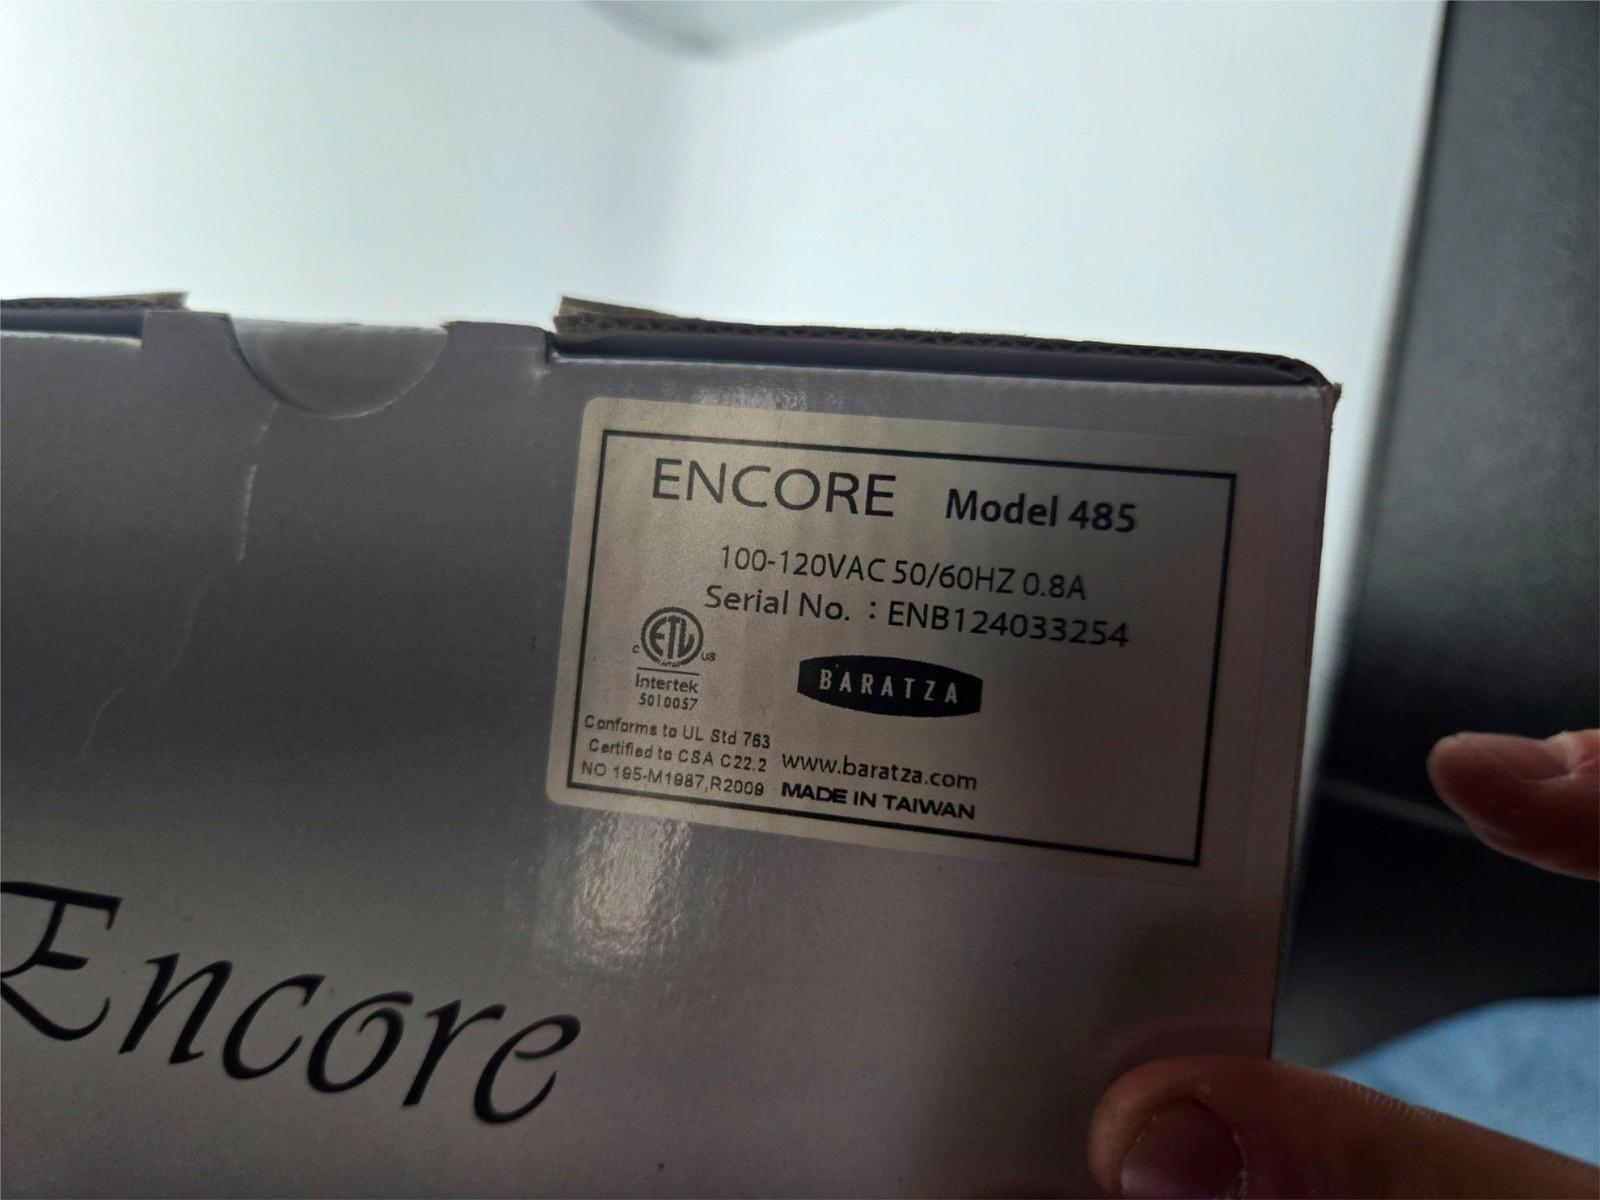 ENCORE Model 485
100-120VAC 50/60HZ 0.8A
Serial No. : ENB124033254
C ETL US
Intertek
5010057
BARATZA
Conforms to UL Std 763
Certified to CSA C22.2
NO 195-M1987,R2009
www.baratza.com
MADE IN TAIWAN
Encore